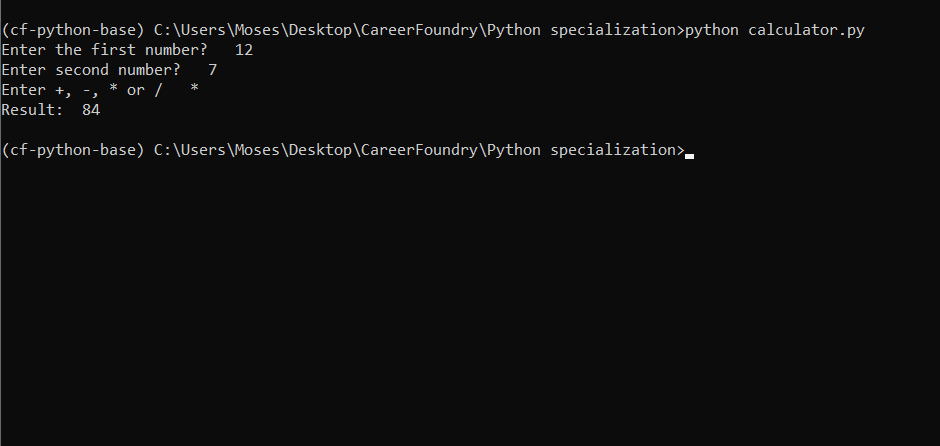 (cf-python-base) C:\Users\Moses\Desktop\CareerFoundry\Python specialization>python calculator.py
Enter the first number?   12
Enter second number?   7
Enter +, -, * or /   *
Result:  84
(cf-python-base) C:\Users\Moses\Desktop\CareerFoundry\Python specialization>